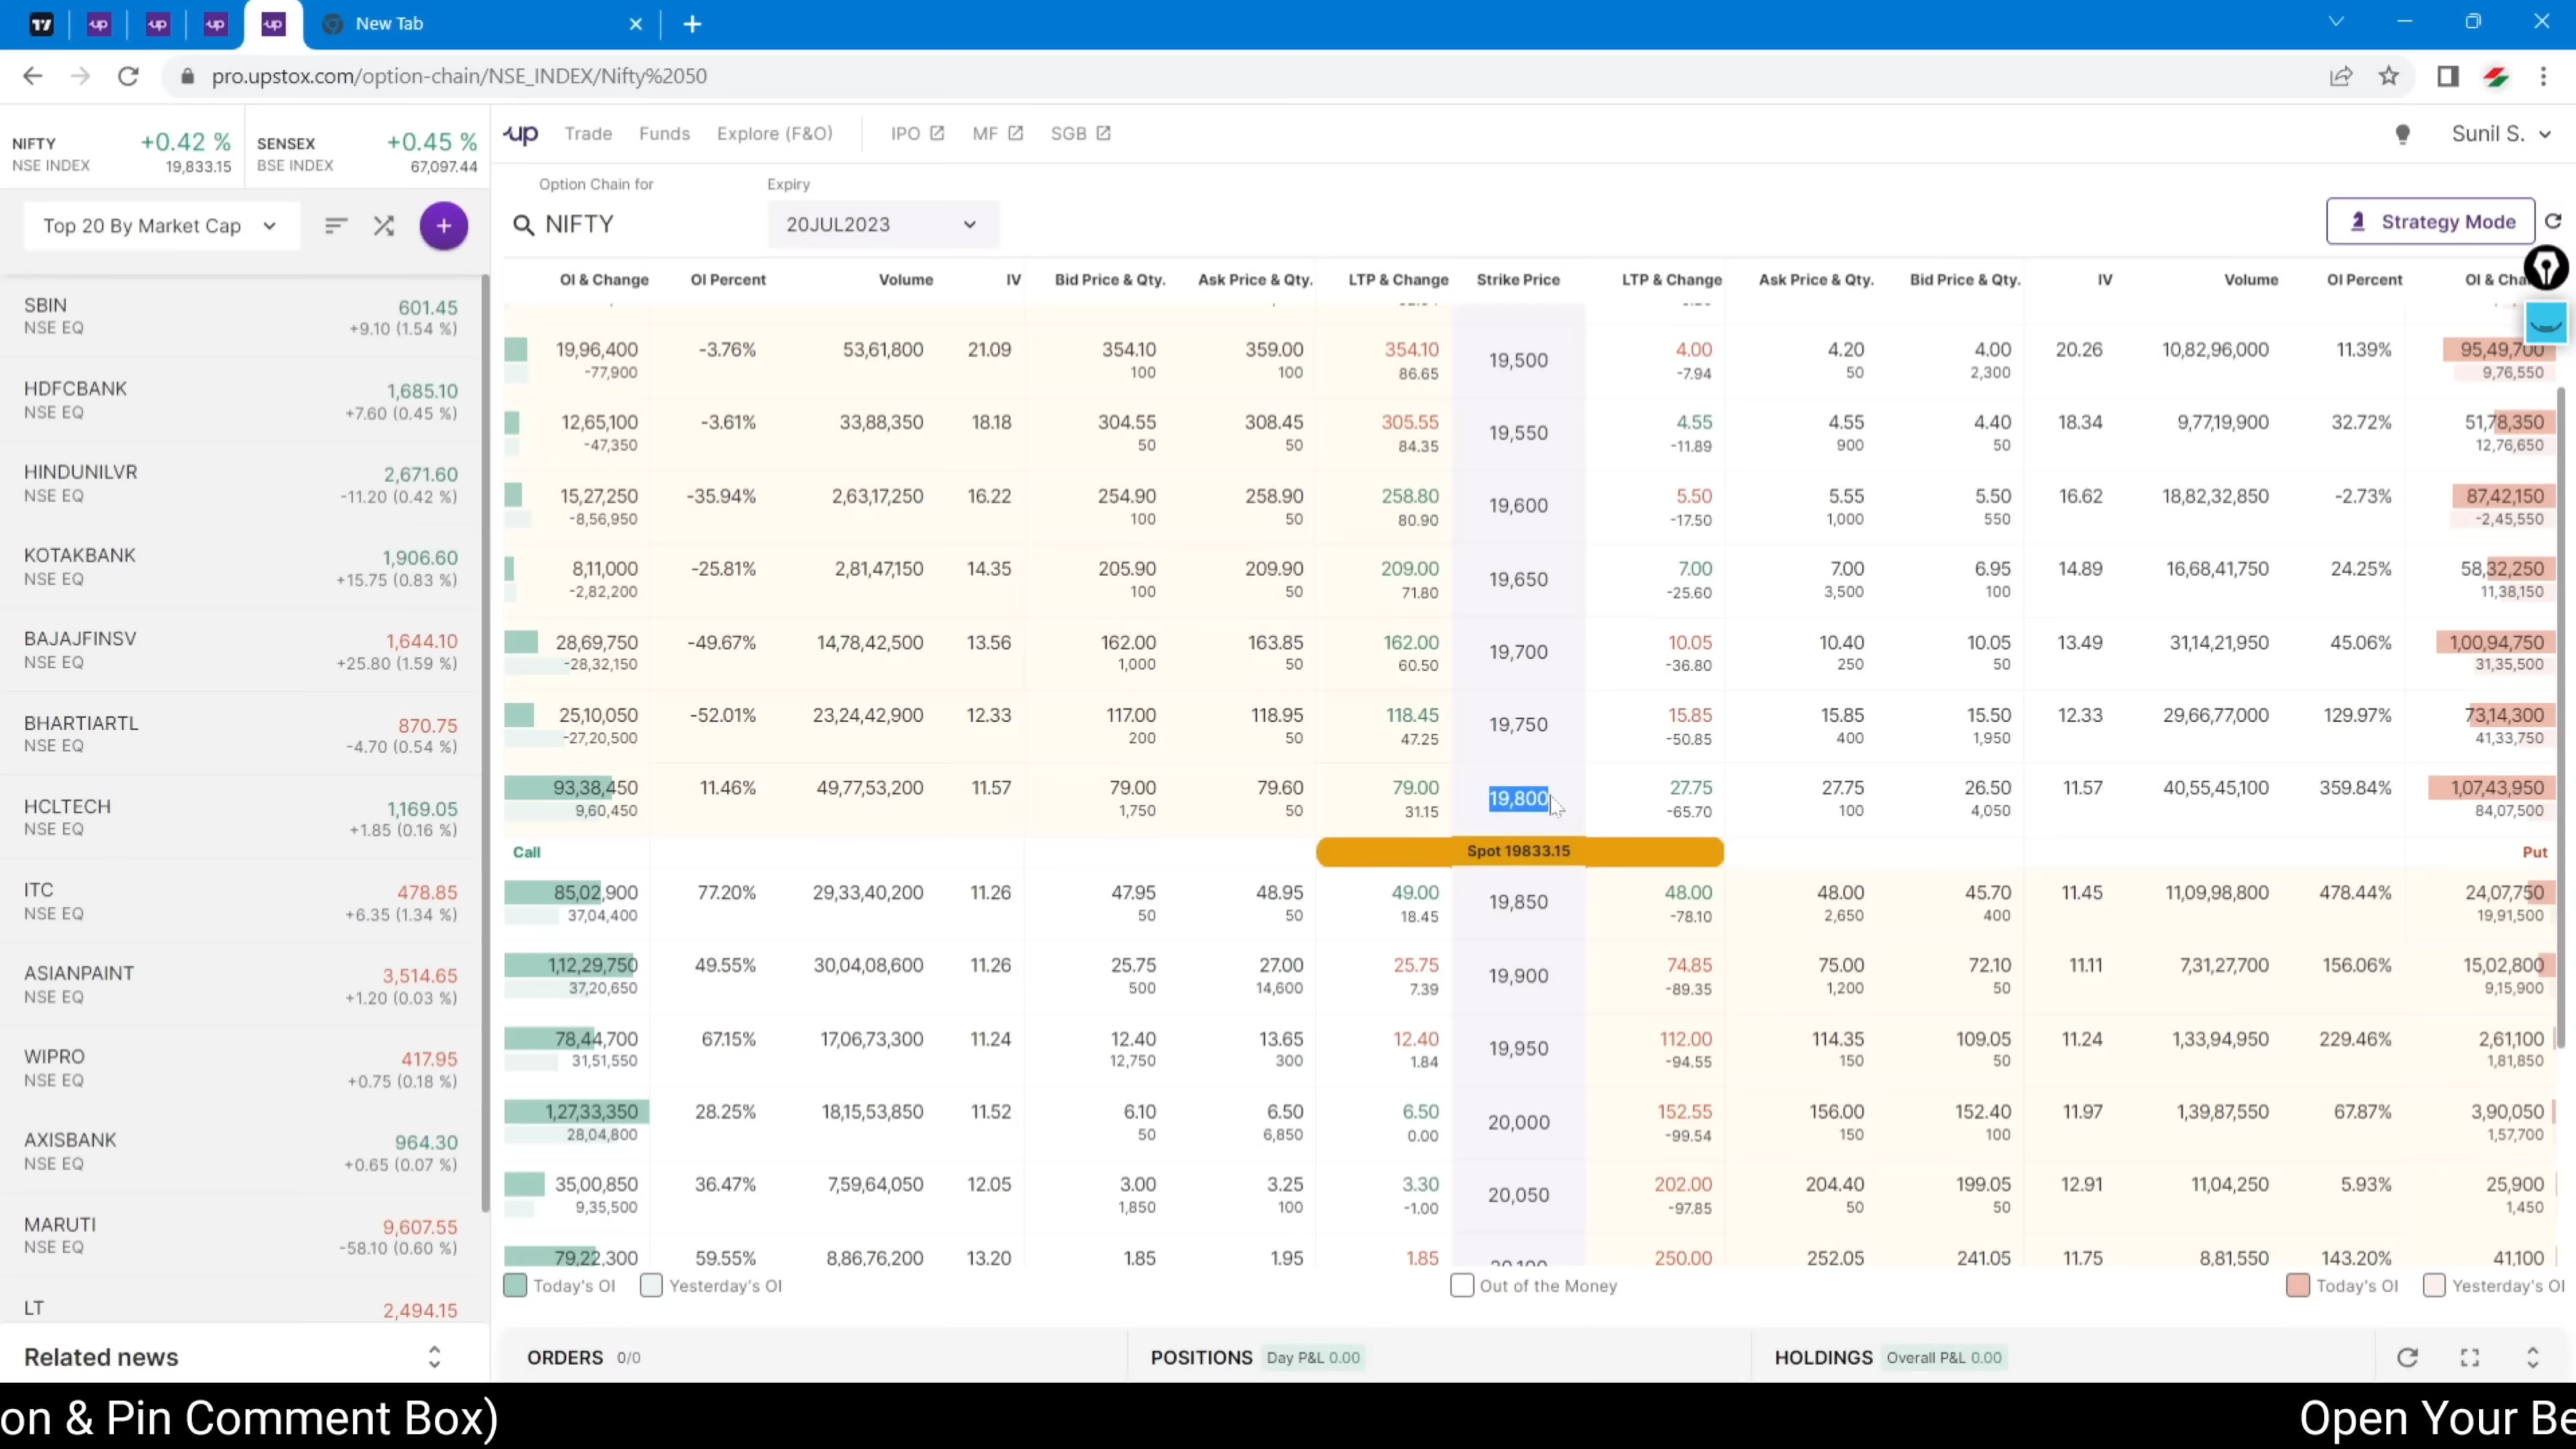 New Tab
pro.upstox.com/option-chain/NSE_INDEX/Nifty%2050
NIFTY +0.42 %
NSE INDEX 19,833.15
SENSEX +0.45 %
BSE INDEX 67,097.44
up Trade Funds Explore (F&O) IPO MF SGB Sunil S.
Option Chain for Expiry
NIFTY 20JUL2023 Strategy Mode
Top 20 By Market Cap
SBIN 601.45
NSE EQ +9.10 (1.54 %)
HDFCBANK 1,685.10
NSE EQ +7.60 (0.45 %)
HINDUNILVR 2,671.60
NSE EQ -11.20 (0.42 %)
KOTAKBANK 1,906.60
NSE EQ +15.75 (0.83 %)
BAJAJFINSV 1,644.10
NSE EQ +25.80 (1.59 %)
BHARTIARTL 870.75
NSE EQ -4.70 (0.54 %)
HCLTECH 1,169.05
NSE EQ +1.85 (0.16 %)
ITC 478.85
NSE EQ +6.35 (1.34 %)
ASIANPAINT 3,514.65
NSE EQ +1.20 (0.03 %)
WIPRO 417.95
NSE EQ +0.75 (0.18 %)
AXISBANK 964.30
NSE EQ +0.65 (0.07 %)
MARUTI 9,607.55
NSE EQ -58.10 (0.60 %)
LT 2,494.15
Related news
OI & Change OI Percent Volume IV Bid Price & Qty. Ask Price & Qty. LTP & Change Strike Price LTP & Change Ask Price & Qty. Bid Price & Qty. IV Volume OI Percent OI & Cha
19,96,400 -3.76% 53,61,800 21.09 354.10 359.00 354.10 19,500 4.00 4.20 4.00 20.26 10,82,96,000 11.39% 95,49,700
-77,900 100 100 86.65 -7.94 50 2,300 9,76,550
12,65,100 -3.61% 33,88,350 18.18 304.55 308.45 305.55 19,550 4.55 4.55 4.40 18.34 9,77,19,900 32.72% 51,78,350
-47,350 50 50 84.35 -11.89 900 50 12,76,650
15,27,250 -35.94% 2,63,17,250 16.22 254.90 258.90 258.80 19,600 5.50 5.55 5.50 16.62 18,82,32,850 -2.73% 87,42,150
-8,56,950 100 50 80.90 -17.50 1,000 550 -2,45,550
8,11,000 -25.81% 2,81,47,150 14.35 205.90 209.90 209.00 19,650 7.00 7.00 6.95 14.89 16,68,41,750 24.25% 58,32,250
-2,82,200 100 50 71.80 -25.60 3,500 100 11,38,150
28,69,750 -49.67% 14,78,42,500 13.56 162.00 163.85 162.00 19,700 10.05 10.40 10.05 13.49 31,14,21,950 45.06% 1,00,94,750
-28,32,150 1,000 50 60.50 -36.80 250 50 31,35,500
25,10,050 -52.01% 23,24,42,900 12.33 117.00 118.95 118.45 19,750 15.85 15.85 15.50 12.33 29,66,77,000 129.97% 73,14,300
-27,20,500 200 50 47.25 -50.85 400 1,950 41,33,750
93,38,450 11.46% 49,77,53,200 11.57 79.00 79.60 79.00 19,800 27.75 27.75 26.50 11.57 40,55,45,100 359.84% 1,07,43,950
9,60,450 1,750 50 31.15 -65.70 100 4,050 84,07,500
Call Spot 19833.15 Put
85,02,900 77.20% 29,33,40,200 11.26 47.95 48.95 49.00 19,850 48.00 48.00 45.70 11.45 11,09,98,800 478.44% 24,07,750
37,04,400 50 50 18.45 -78.10 2,650 400 19,91,500
1,12,29,750 49.55% 30,04,08,600 11.26 25.75 27.00 25.75 19,900 74.85 75.00 72.10 11.11 7,31,27,700 156.06% 15,02,800
37,20,650 500 14,600 7.39 -89.35 1,200 50 9,15,900
78,44,700 67.15% 17,06,73,300 11.24 12.40 13.65 12.40 19,950 112.00 114.35 109.05 11.24 1,33,94,950 229.46% 2,61,100
31,51,550 12,750 300 1.84 -94.55 150 50 1,81,850
1,27,33,350 28.25% 18,15,53,850 11.52 6.10 6.50 6.50 20,000 152.55 156.00 152.40 11.97 1,39,87,550 67.87% 3,90,050
28,04,800 50 6,850 0.00 -99.54 150 100 1,57,700
35,00,850 36.47% 7,59,64,050 12.05 3.00 3.25 3.30 20,050 202.00 204.40 199.05 12.91 11,04,250 5.93% 25,900
9,35,500 1,850 100 -1.00 -97.85 50 50 1,450
79,22,300 59.55% 8,86,76,200 13.20 1.85 1.95 1.85 20,100 250.00 252.05 241.05 11.75 8,81,550 143.20% 41,100
Today's OI Yesterday's OI Out of the Money Today's OI Yesterday's OI
ORDERS 0/0 POSITIONS Day P&L 0.00 HOLDINGS Overall P&L 0.00
on & Pin Comment Box) Open Your Be